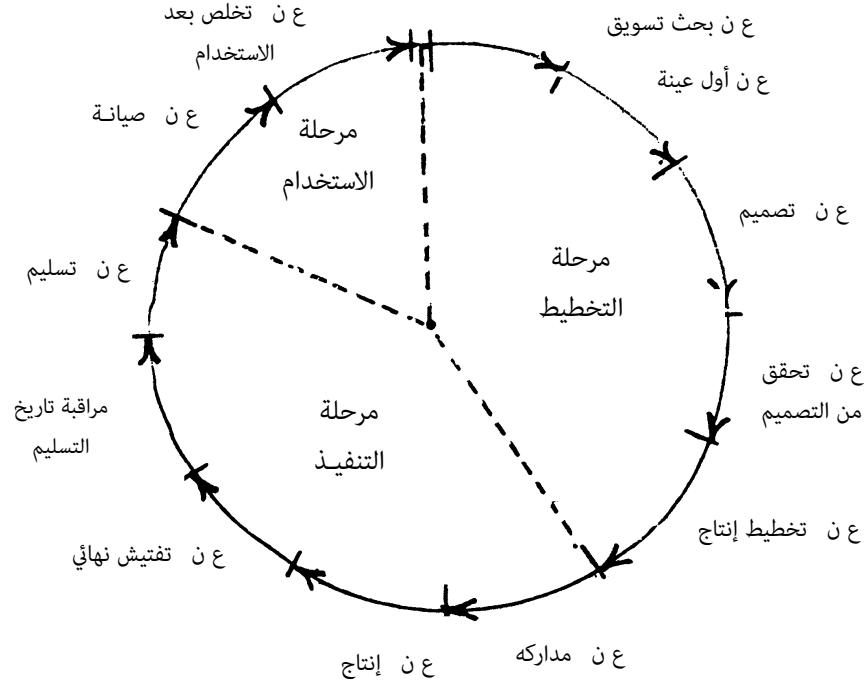 ع ن بحث تسويق
ع ن أول عينة
ع ن تصميم
ع ن تحقق
من التصميم
ع ن تخطيط إنتاج
ع ن مداركه
ع ن إنتاج
ع ن تفتيش نهائي
مراقبة تاريخ
التسليم
ع ن تسليم
ع ن صيانـة
ع ن تخلص بعد
الاستخدام
مرحلة
التخطيط
مرحلة
التنفيـذ
مرحلة
الاستخدام